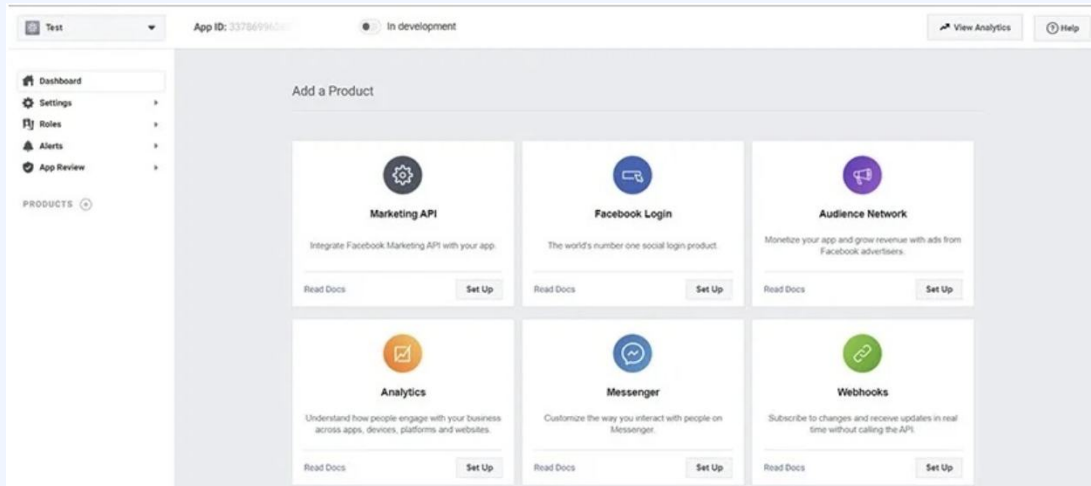 Test
App ID:
In development
View Analytics
Help
Dashboard
Settings
Roles
Alerts
App Review
PRODUCTS
Add a Product
Marketing API
Integrate Facebook Marketing API with your app.
Read Docs
Set Up
Facebook Login
The world's number one social login product.
Read Docs
Set Up
Audience Network
Monetize your app and grow revenue with ads from
Facebook advertisers.
Read Docs
Set Up
Analytics
Understand how people engage with your business
across apps, devices, platforms and websites.
Read Docs
Set Up
Messenger
Customize the way you interact with people on
Messenger.
Read Docs
Set Up
Webhooks
Subscribe to changes and receive updates in real
time without calling the API.
Read Docs
Set Up